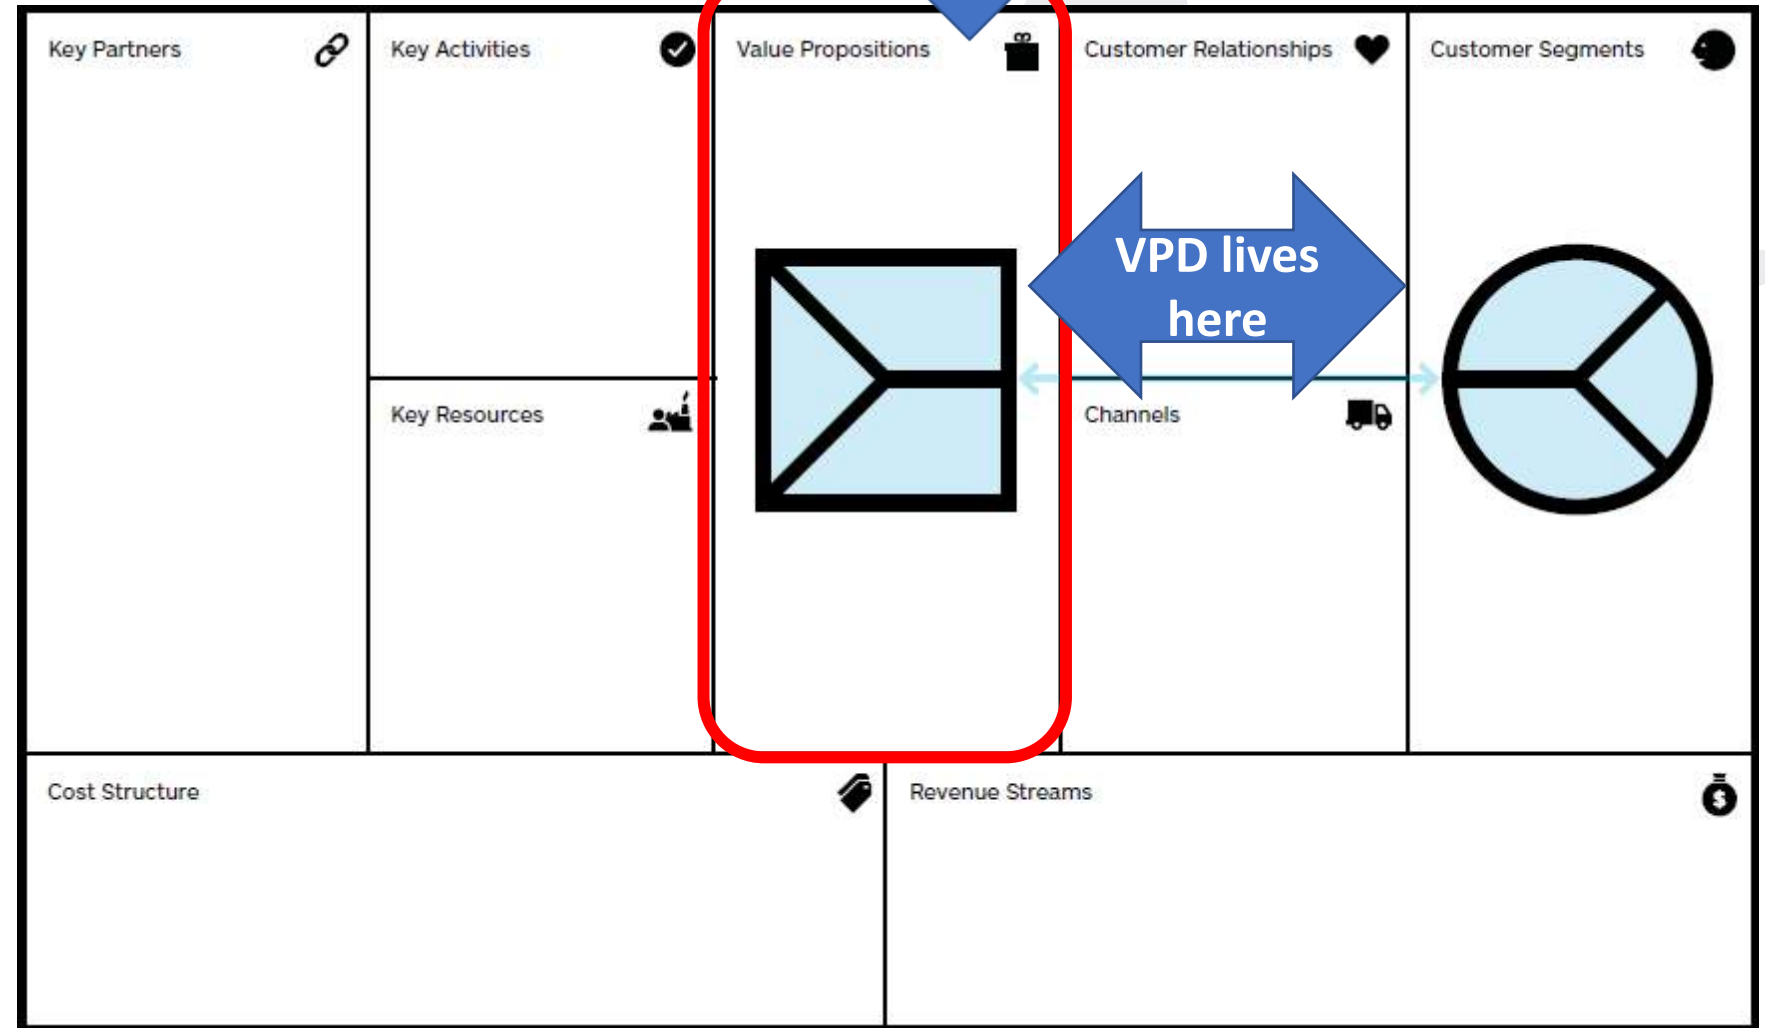 Key Partners
Key Activities
Value Propositions
Customer Relationships
Customer Segments
VPD lives
here
Key Resources
Channels
Cost Structure
Revenue Streams